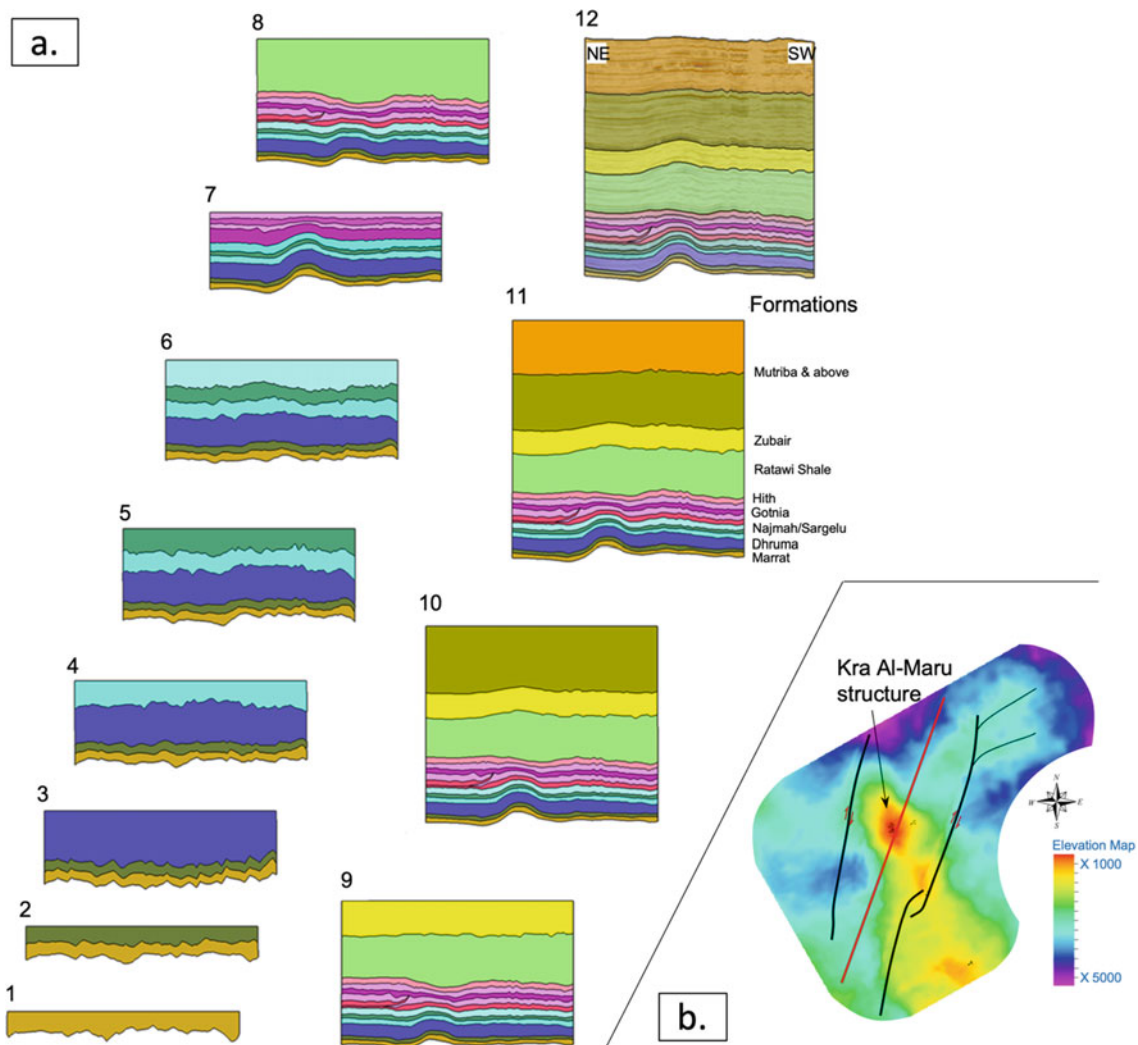 a.
8
12
NE
SW
7
11
Formations
Mutriba & above
Zubair
Ratawi Shale
Hith
Gotnia
Najmah/Sargelu
Dhruma
Marrat
6
5
10
4
3
9
2
1
Kra Al-Maru
structure
N
W
E
S
Elevation Map
X 1000
X 5000
b.